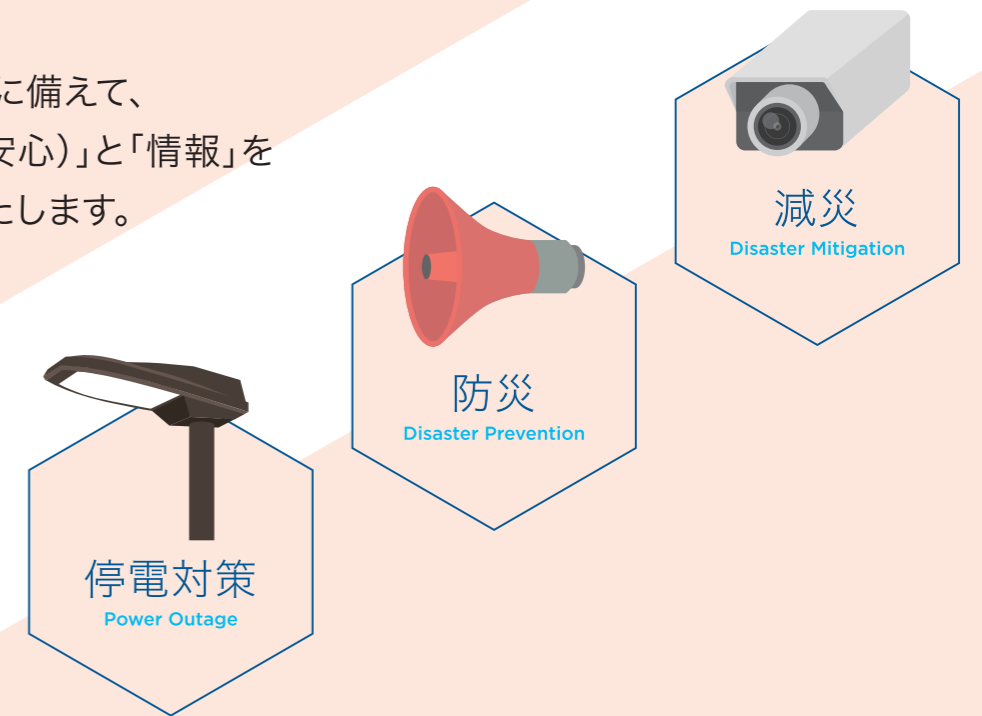 に備えて、
安心）」と「情報」を
たします。
減災
Disaster Mitigation
防災
Disaster Prevention
停電対策
Power Outage